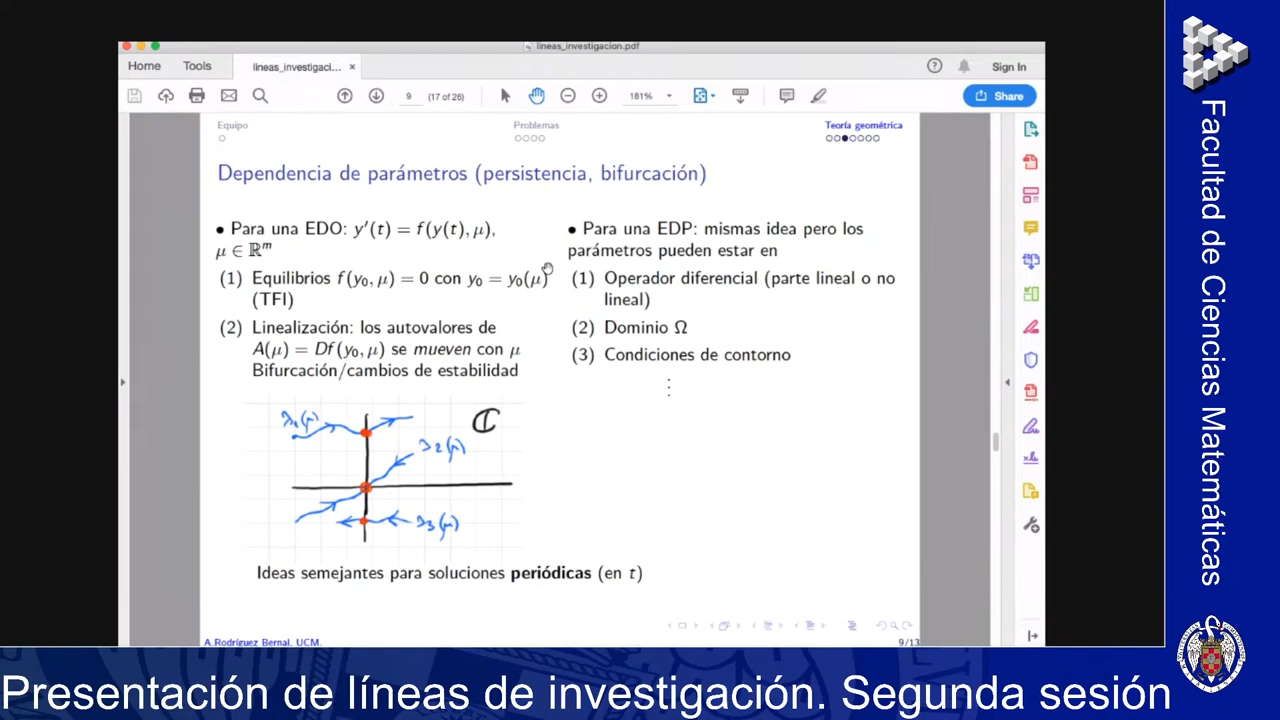 lineas_investigacion.pdf
Home
Tools
lineas_investigaci...
×
9
(17 of 26)
181%
Share
Sign In
Equipo
Problemas
Teoría geométrica
Dependencia de parámetros (persistencia, bifurcación)
• Para una EDO: y′(t) = f(y(t), μ),
μ ∈ ℝᵐ
(1) Equilibrios f(y₀, μ) = 0 con y₀ = y₀(μ)
(TFI)
(2) Linealización: los autovalores de
A(μ) = Df(y₀, μ) se mueven con μ
Bifurcación/cambios de estabilidad
• Para una EDP: mismas idea pero los
parámetros pueden estar en
(1) Operador diferencial (parte lineal o no
lineal)
(2) Dominio Ω
(3) Condiciones de contorno
⋮
λ₁(μ)
ℂ
λ₂(μ)
λ₃(μ)
Ideas semejantes para soluciones periódicas (en t)
A.Rodríguez Bernal, UCM.
9/13
Facultad de Ciencias Matemáticas
Presentación de líneas de investigación. Segunda sesión